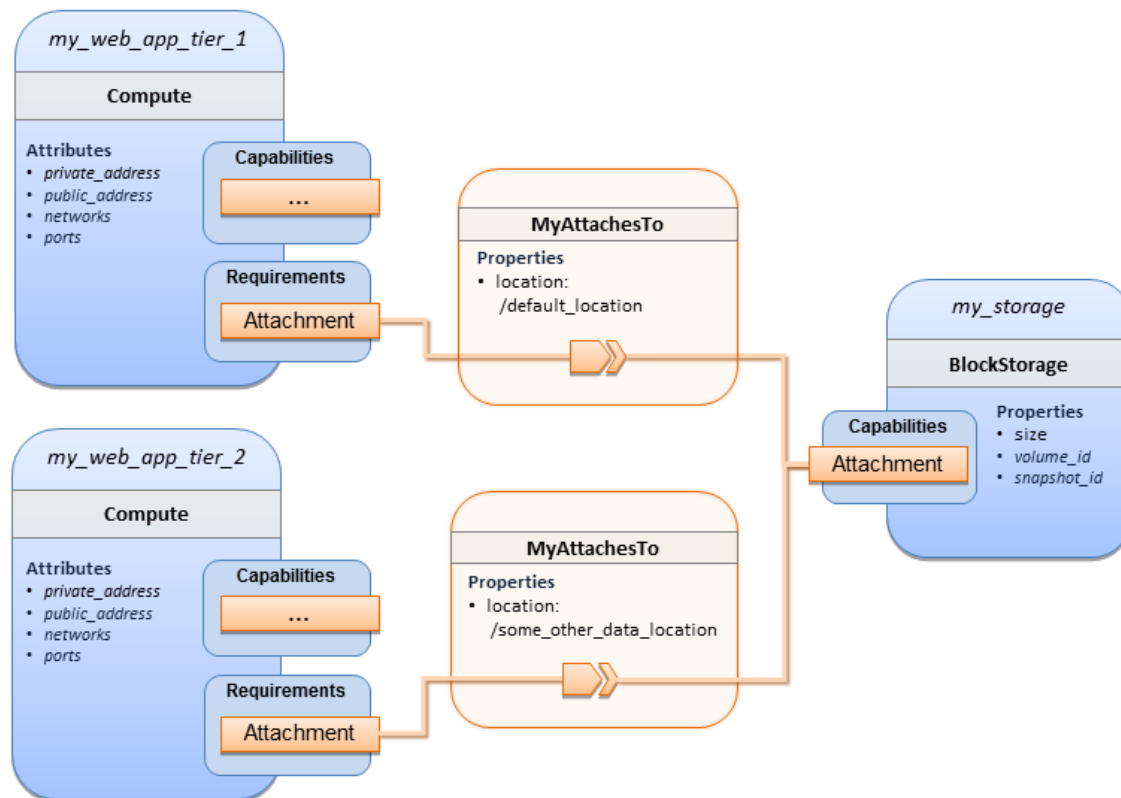 my_web_app_tier_1
Compute
Attributes
• private_address
• public_address
• networks
• ports
Capabilities
...
Requirements
Attachment
MyAttachesTo
Properties
• location:
/default_location
my_storage
BlockStorage
Capabilities
Attachment
Properties
• size
• volume_id
• snapshot_id
my_web_app_tier_2
Compute
Attributes
• private_address
• public_address
• networks
• ports
Capabilities
...
Requirements
Attachment
MyAttachesTo
Properties
• location:
/some_other_data_location